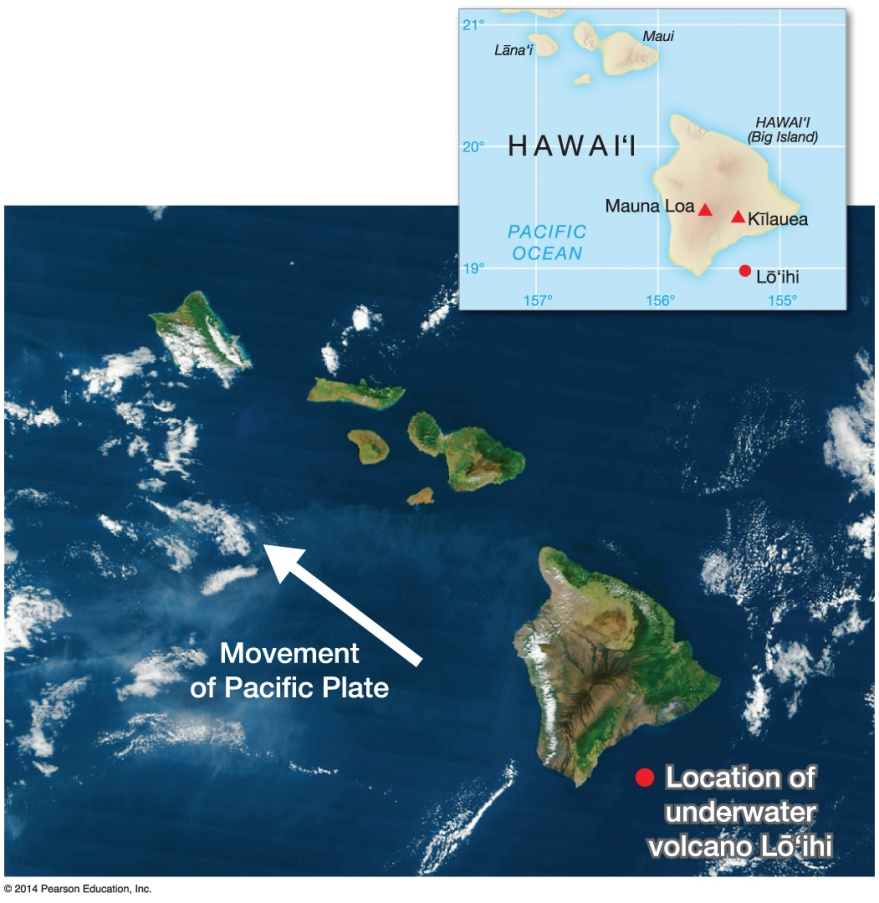 21°
Maui
Lāna‘i
HAWAI‘I
(Big Island)
20°
HAWAI‘I
Mauna Loa
Kīlauea
PACIFIC
OCEAN
19°
Lō‘ihi
157°
156°
155°
Movement
of Pacific Plate
Location of
underwater
volcano Lō‘ihi
© 2014 Pearson Education, Inc.